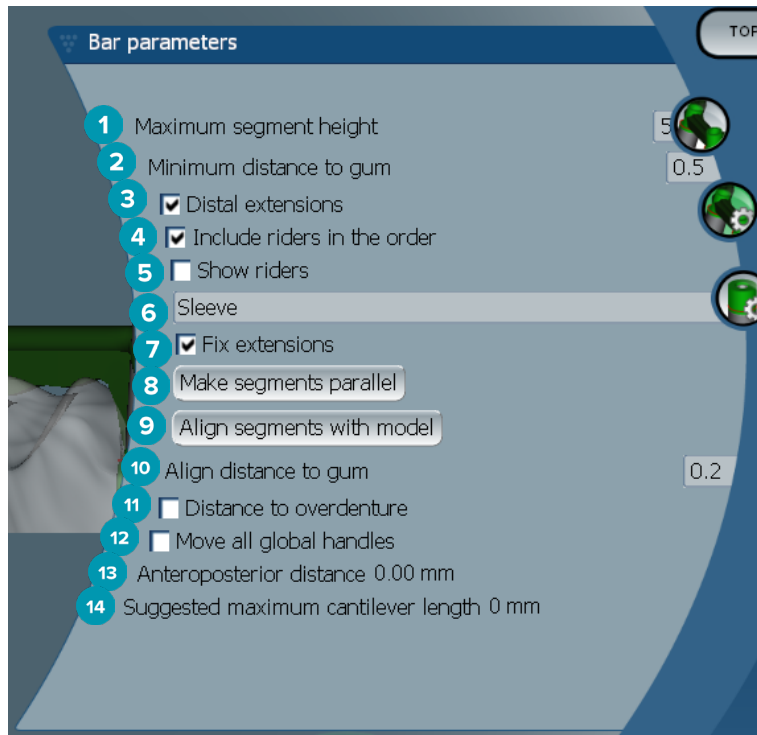 Bar parameters
TOP
1 Maximum segment height 5
2 Minimum distance to gum 0.5
3 Distal extensions
4 Include riders in the order
5 Show riders
6 Sleeve
7 Fix extensions
8 Make segments parallel
9 Align segments with model
10 Align distance to gum 0.2
11 Distance to overdenture
12 Move all global handles
13 Anteroposterior distance 0.00 mm
14 Suggested maximum cantilever length 0 mm